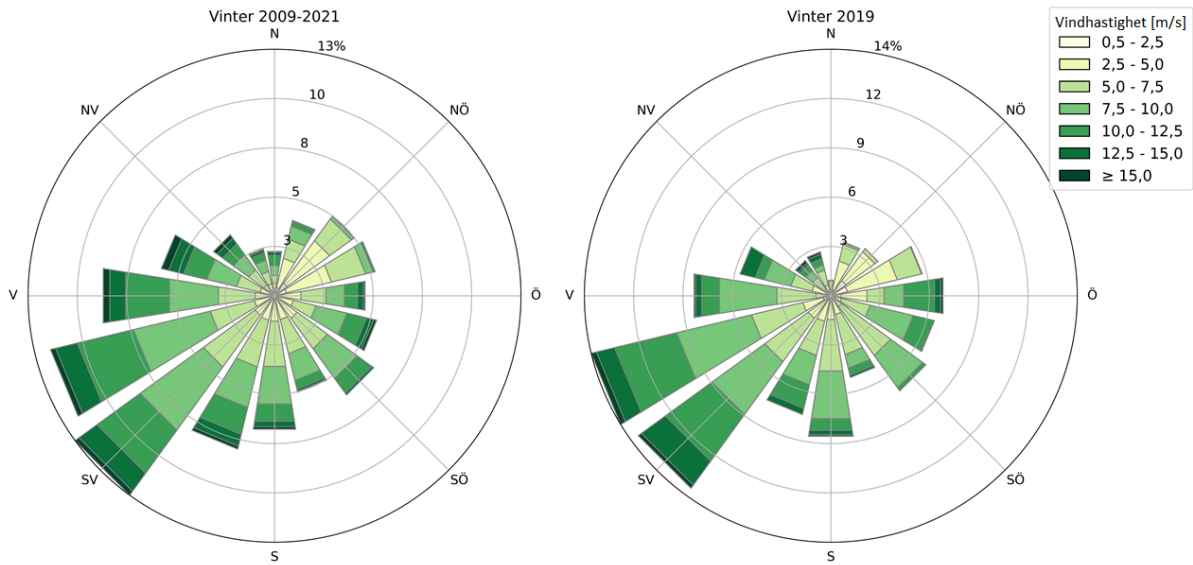 Vinter 2009-2021
N
13%
10
8
5
3
NV
NÖ
V
Ö
SV
SÖ
S
Vinter 2019
N
14%
12
9
6
3
NV
NÖ
V
Ö
SV
SÖ
S
Vindhastighet [m/s]
0,5 - 2,5
2,5 - 5,0
5,0 - 7,5
7,5 - 10,0
10,0 - 12,5
12,5 - 15,0
≥ 15,0